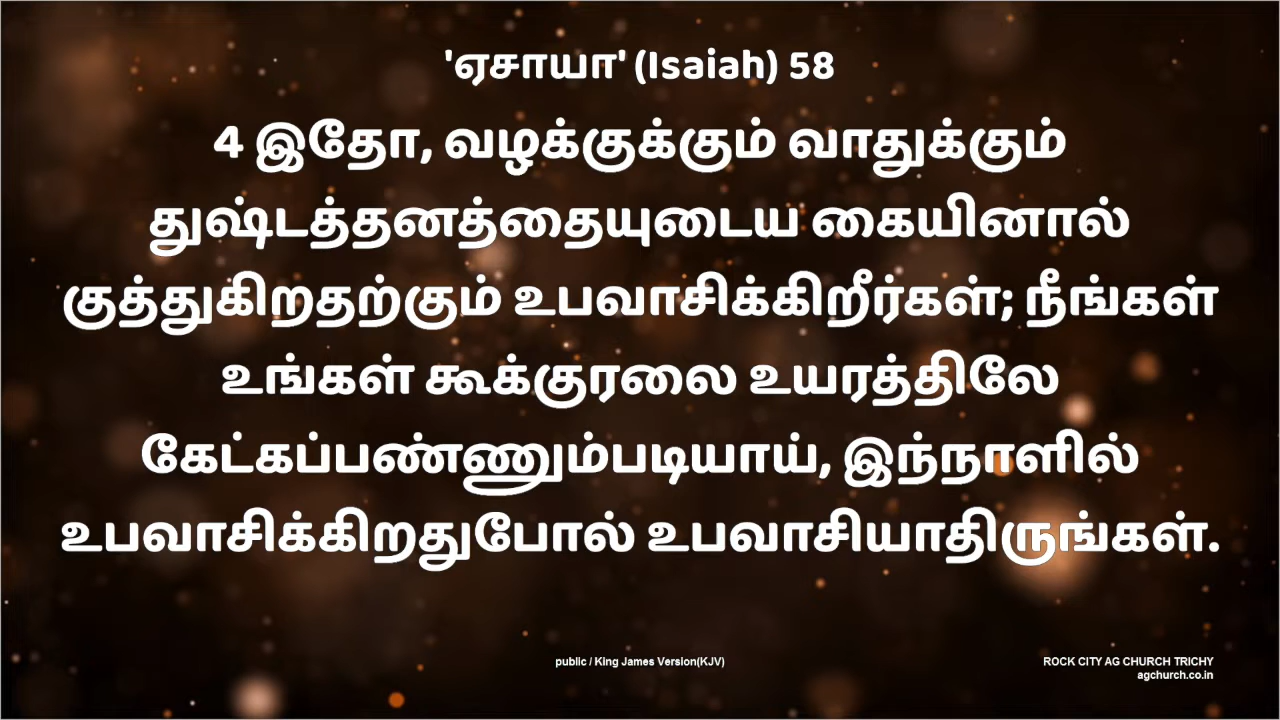 'ஏசாயா' (Isaiah) 58
4 இதோ, வழக்குக்கும் வாதுக்கும்
துஷ்டத்தனத்தையுடைய கையினால்
குத்துகிறதற்கும் உபவாசிக்கிறீர்கள்; நீங்கள்
உங்கள் கூக்குரலை உயரத்திலே
கேட்கப்பண்ணும்படியாய், இந்நாளில்
உபவாசிக்கிறதுபோல் உபவாசியாதிருங்கள்.
public / King James Version(KJV)
ROCK CITY AG CHURCH TRICHY
agchurch.co.in